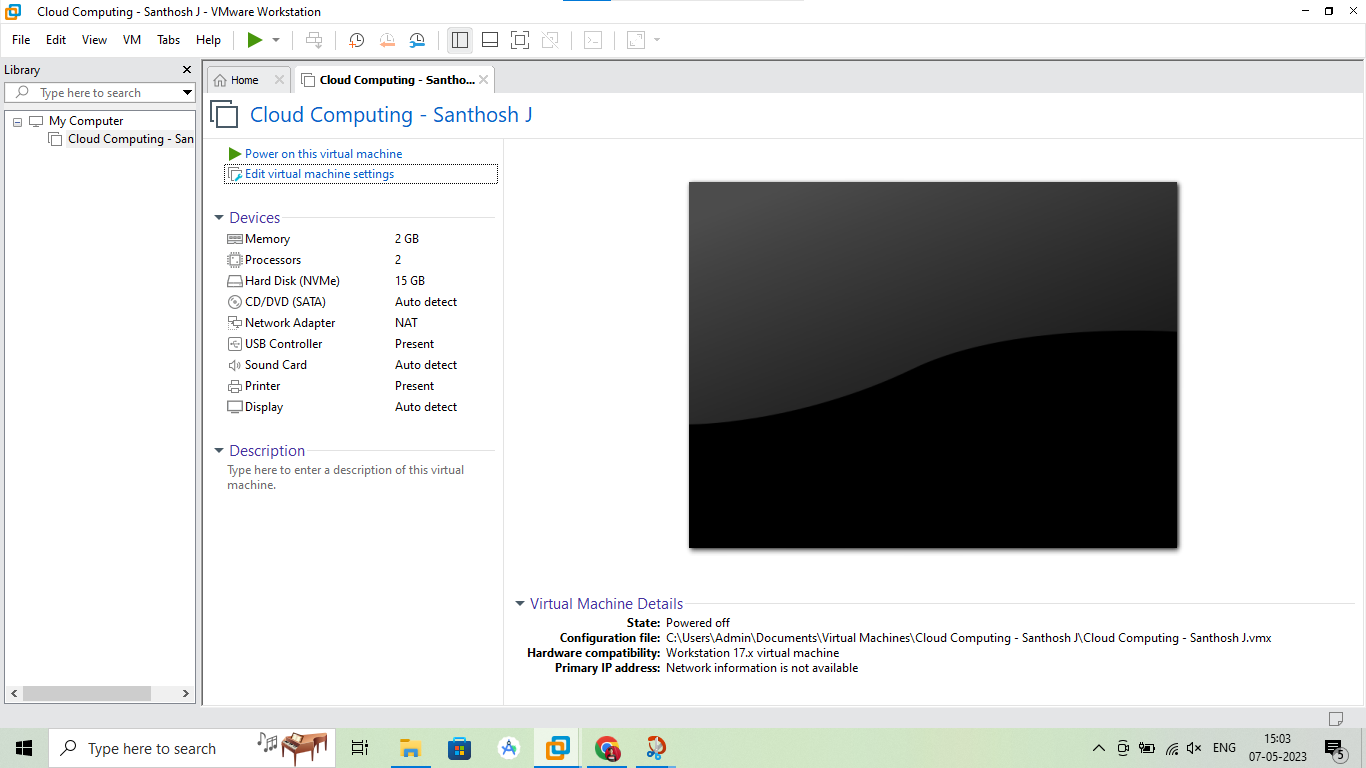 Cloud Computing - Santhosh J - VMware Workstation
File Edit View VM Tabs Help
Library
Type here to search
My Computer
Cloud Computing - San
Home
Cloud Computing - Santho...
Cloud Computing - Santhosh J
Power on this virtual machine
Edit virtual machine settings
Devices
Memory 2 GB
Processors 2
Hard Disk (NVMe) 15 GB
CD/DVD (SATA) Auto detect
Network Adapter NAT
USB Controller Present
Sound Card Auto detect
Printer Present
Display Auto detect
Description
Type here to enter a description of this virtual
machine.
Virtual Machine Details
State: Powered off
Configuration file: C:\Users\Admin\Documents\Virtual Machines\Cloud Computing - Santhosh J\Cloud Computing - Santhosh J.vmx
Hardware compatibility: Workstation 17.x virtual machine
Primary IP address: Network information is not available
Type here to search
ENG
15:03
07-05-2023
5